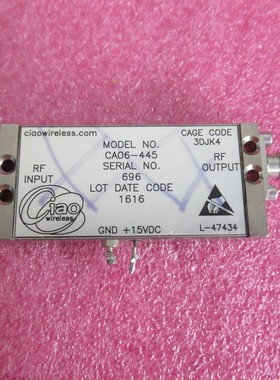 ciaowireless.com
CAGE CODE
3DJK4
MODEL NO.
CA06-445
SERIAL NO.
696
LOT DATE CODE
1616
RF
INPUT
RF
OUTPUT
Ciao
wireless
GND +15VDC
L-47434